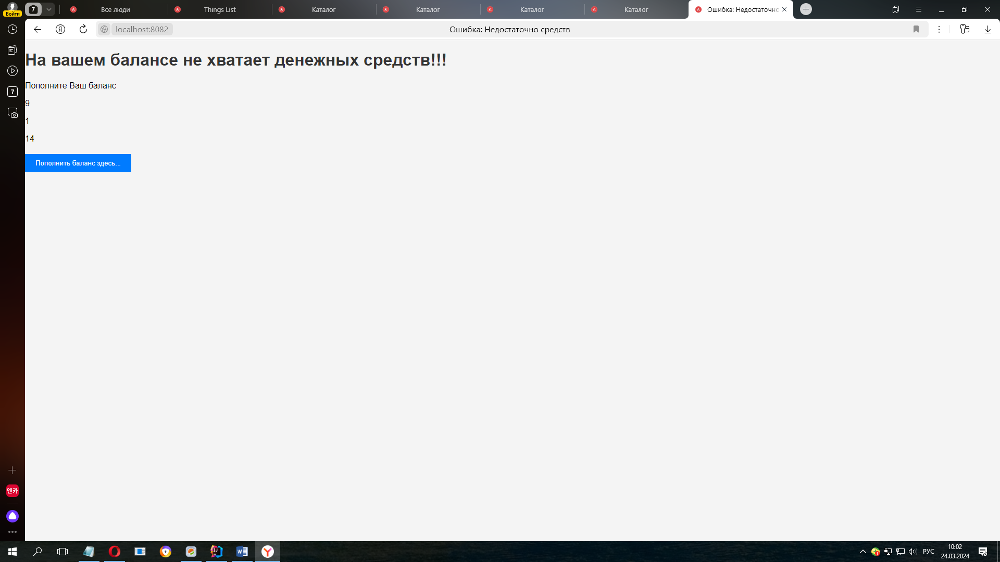 7
Все люди
Things List
Каталог
Каталог
Каталог
Каталог
Ошибка: Недостаточно
Войти
localhost:8082
Ошибка: Недостаточно средств
На вашем балансе не хватает денежных средств!!!
Пополните Ваш баланс
7
9
1
14
Пополнить баланс здесь...
엔카
РУС
10:02
24.03.2024